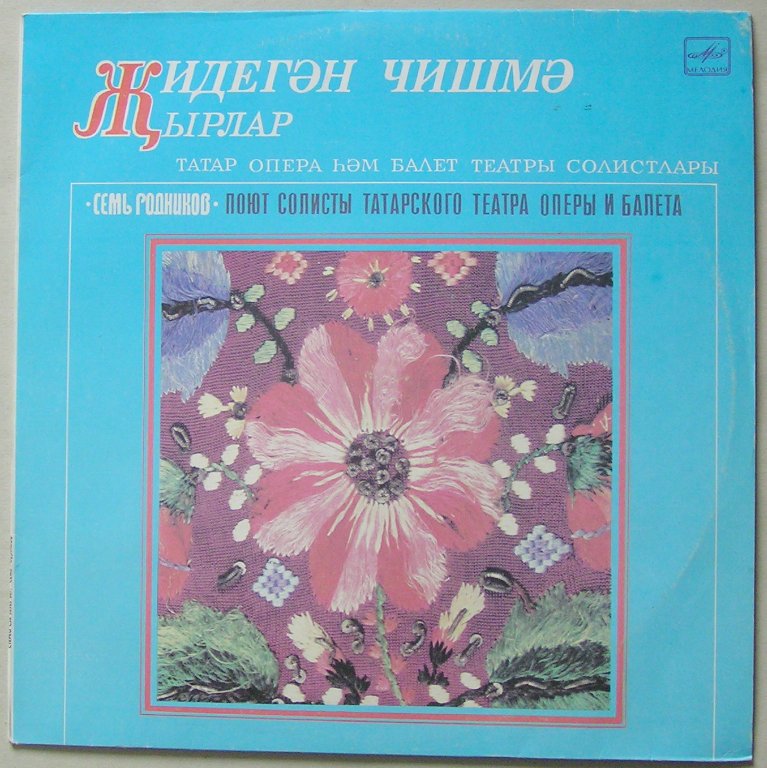 ҖИДЕГӘН ЧИШМӘ
ҖЫРЛАР
МЕЛОДИЯ
ТАТАР ОПЕРА ҺӘМ БАЛЕТ ТЕАТРЫ СОЛИСТЛАРЫ
·СЕМЬ РОДНИКОВ· ПОЮТ СОЛИСТЫ ТАТАРСКОГО ТЕАТРА ОПЕРЫ И БАЛЕТА